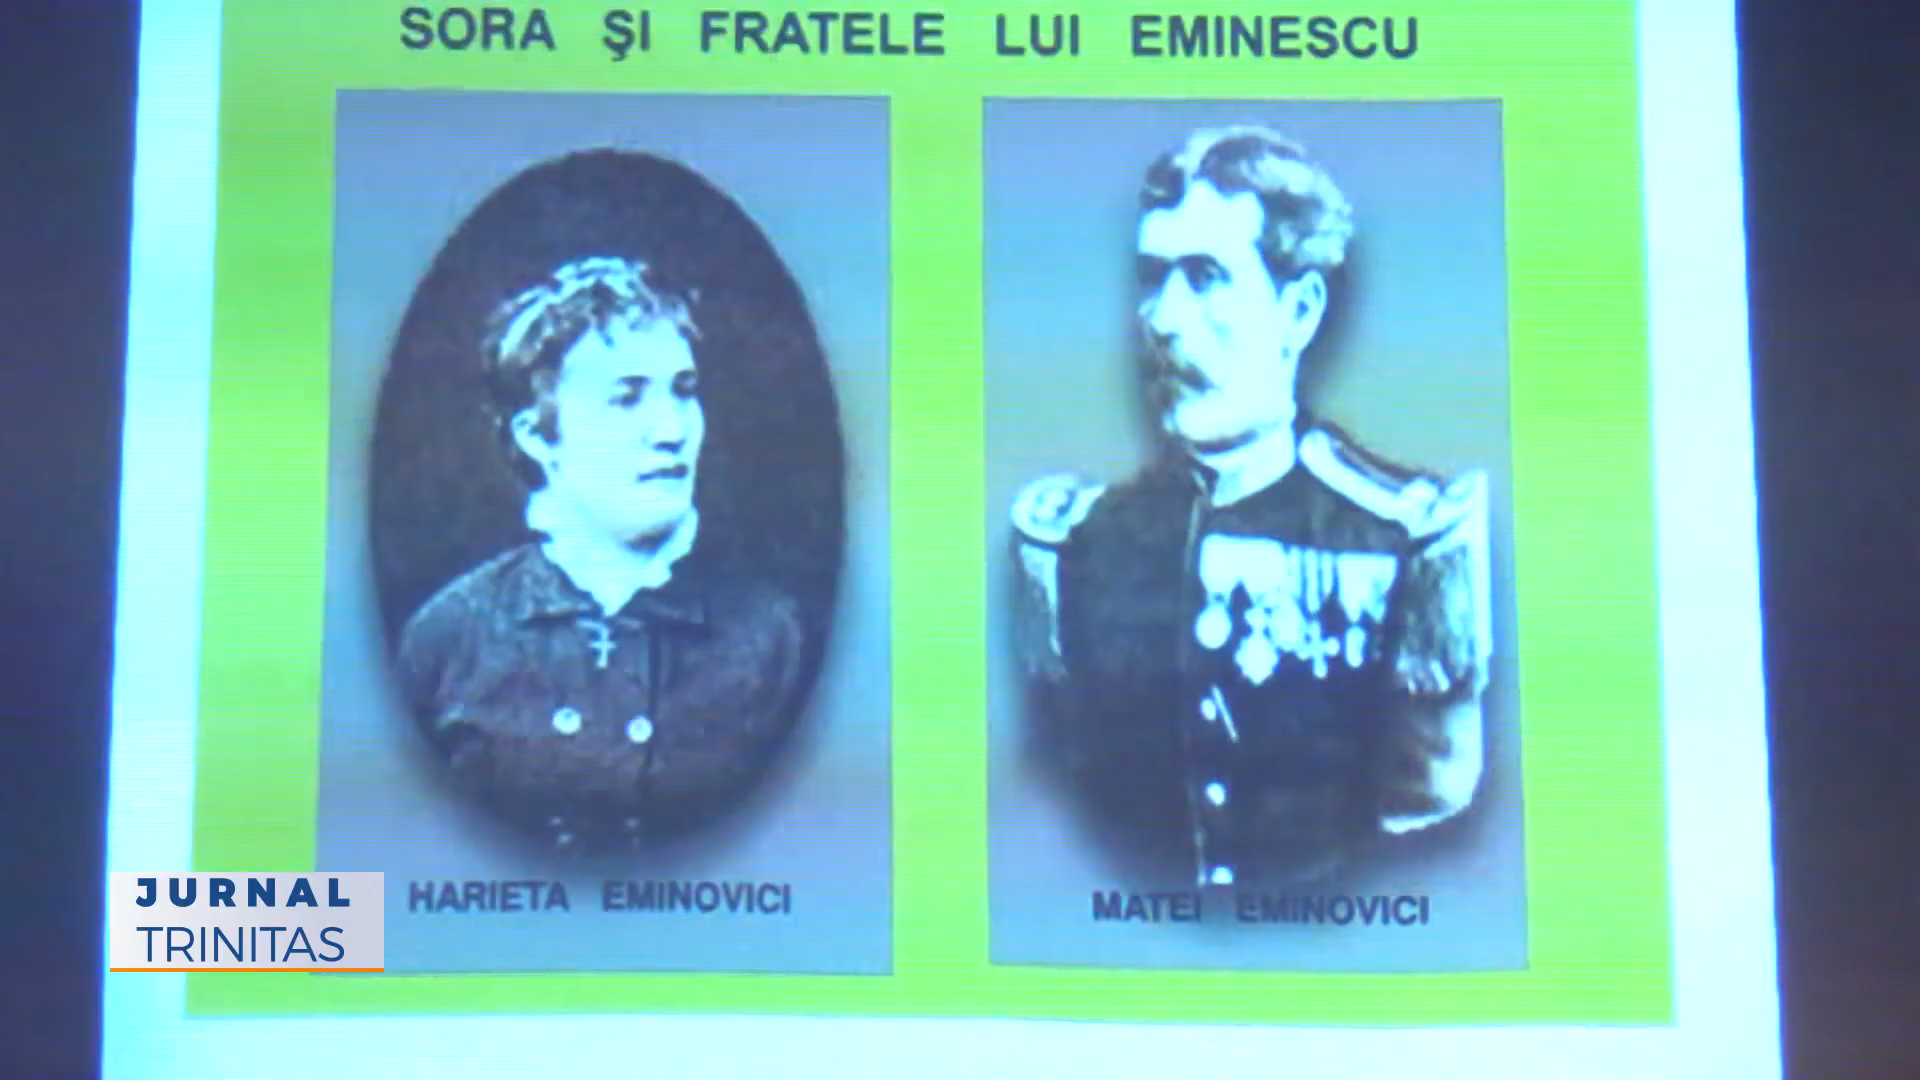 SORA ŞI FRATELE LUI EMINESCU
HARIETA EMINOVICI
MATEI EMINOVICI
JURNAL
TRINITAS